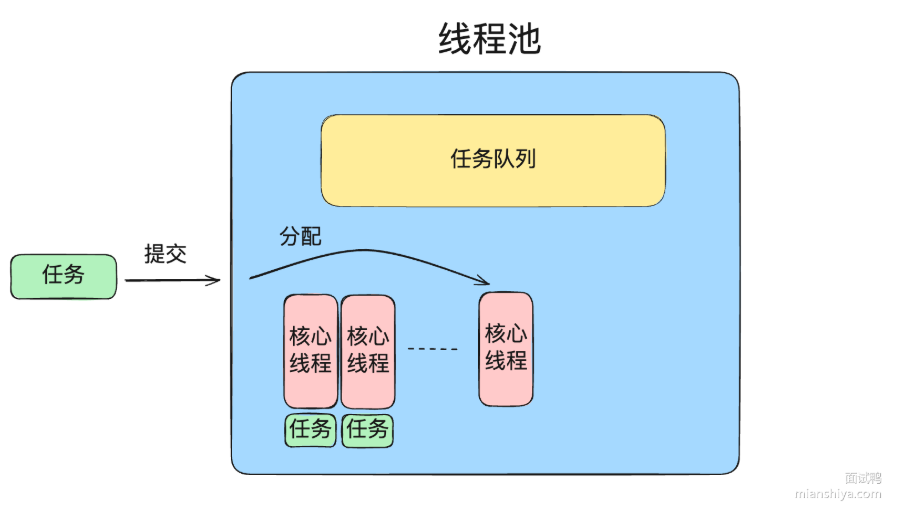 线程池
任务队列
分配
提交
任务
核心
线程
核心
线程
核心
线程
任务
任务
面试鸭
mianshiya.com